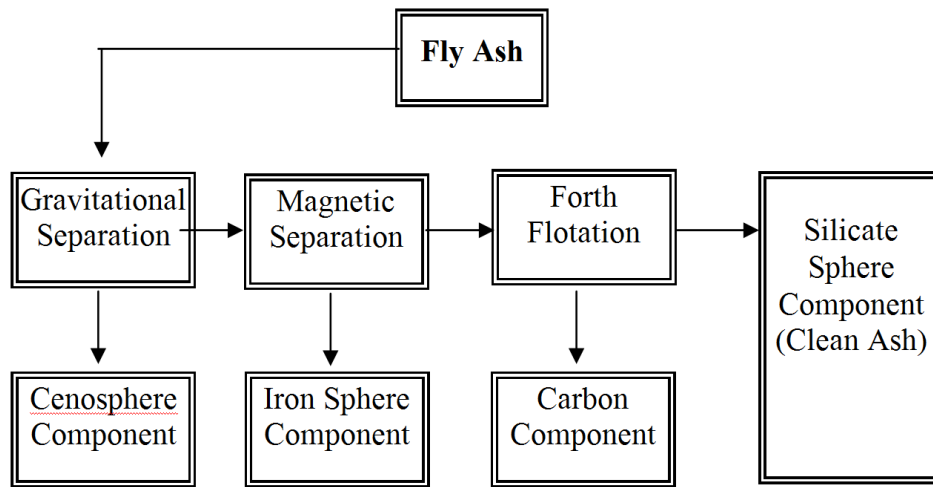 Fly Ash
Gravitational
Separation
Magnetic
Separation
Forth
Flotation
Silicate
Sphere
Component
(Clean Ash)
Cenosphere
Component
Iron Sphere
Component
Carbon
Component